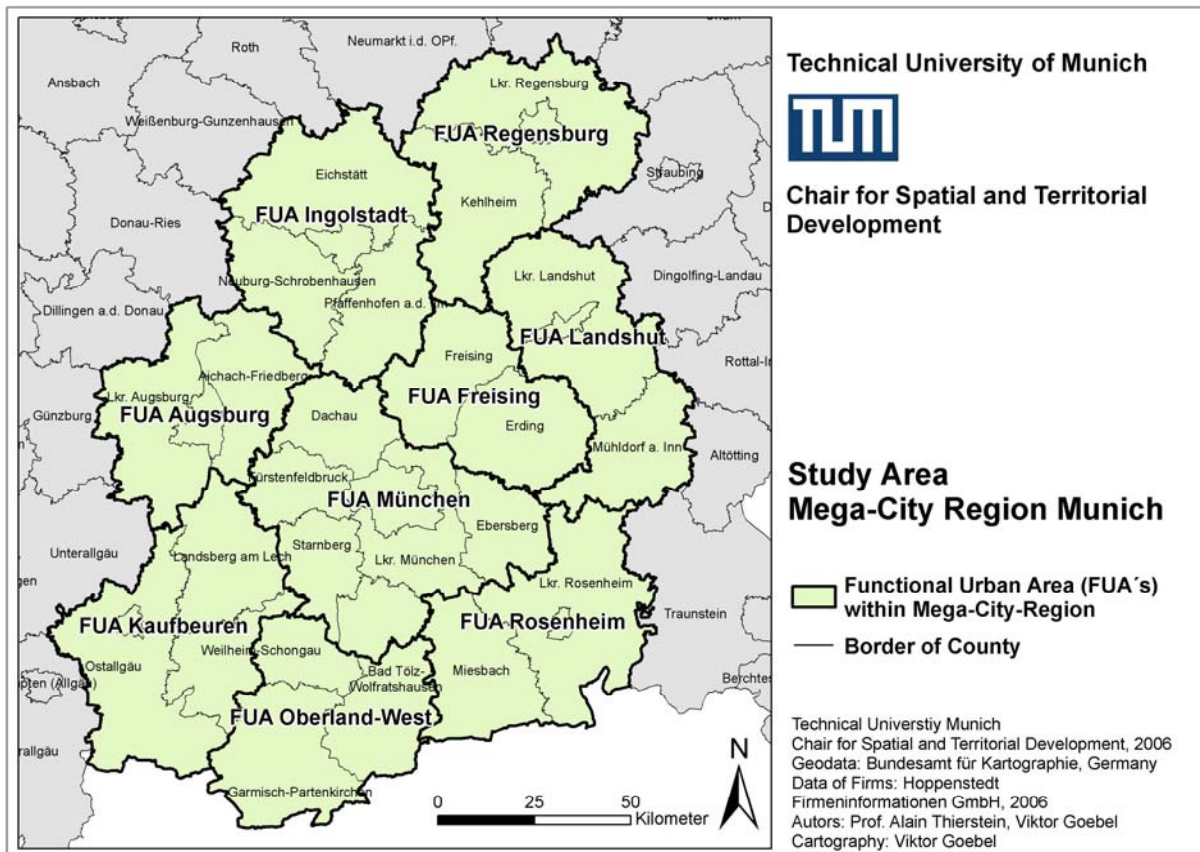 Neumarkt i.d. OPf.
Roth
Ansbach
Lkr. Regensburg
Weißenburg-Gunzenhausen
FUA Regensburg
Eichstätt
Straubing
Kehlheim
FUA Ingolstadt
Donau-Ries
Lkr. Landshut
Dingolfing-Landau
Neuburg-Schrobenhausen
Pfaffenhofen a.d.
Dillingen a.d. Donau
FUA Landshut
Freising
Rottal-In
Aichach-Friedberg
Lkr. Augsburg
FUA Freising
FUA Augsburg
Günzburg
Dachau
Erding
Mühldorf a. Inn
Altötting
Fürstenfeldbruck
FUA München
Ebersberg
Starnberg
Unterallgäu
Landsberg am Lech
Lkr. München
Lkr. Rosenheim
Traunstein
FUA Kaufbeuren
FUA Rosenheim
Weilheim-Schongau
Ostallgäu
Bad Tölz-
Wolfratshausen
Miesbach
pten (Allgäu)
Berchtes
FUA Oberland-West
rallgäu
Garmisch-Partenkirchen
N
0 25 50
Kilometer
Technical University of Munich
TUM
Chair for Spatial and Territorial
Development
Study Area
Mega-City Region Munich
Functional Urban Area (FUA´s)
within Mega-City-Region
Border of County
Technical Universtiy Munich
Chair for Spatial and Territorial Development, 2006
Geodata: Bundesamt für Kartographie, Germany
Data of Firms: Hoppenstedt
Firmeninformationen GmbH, 2006
Autors: Prof. Alain Thierstein, Viktor Goebel
Cartography: Viktor Goebel